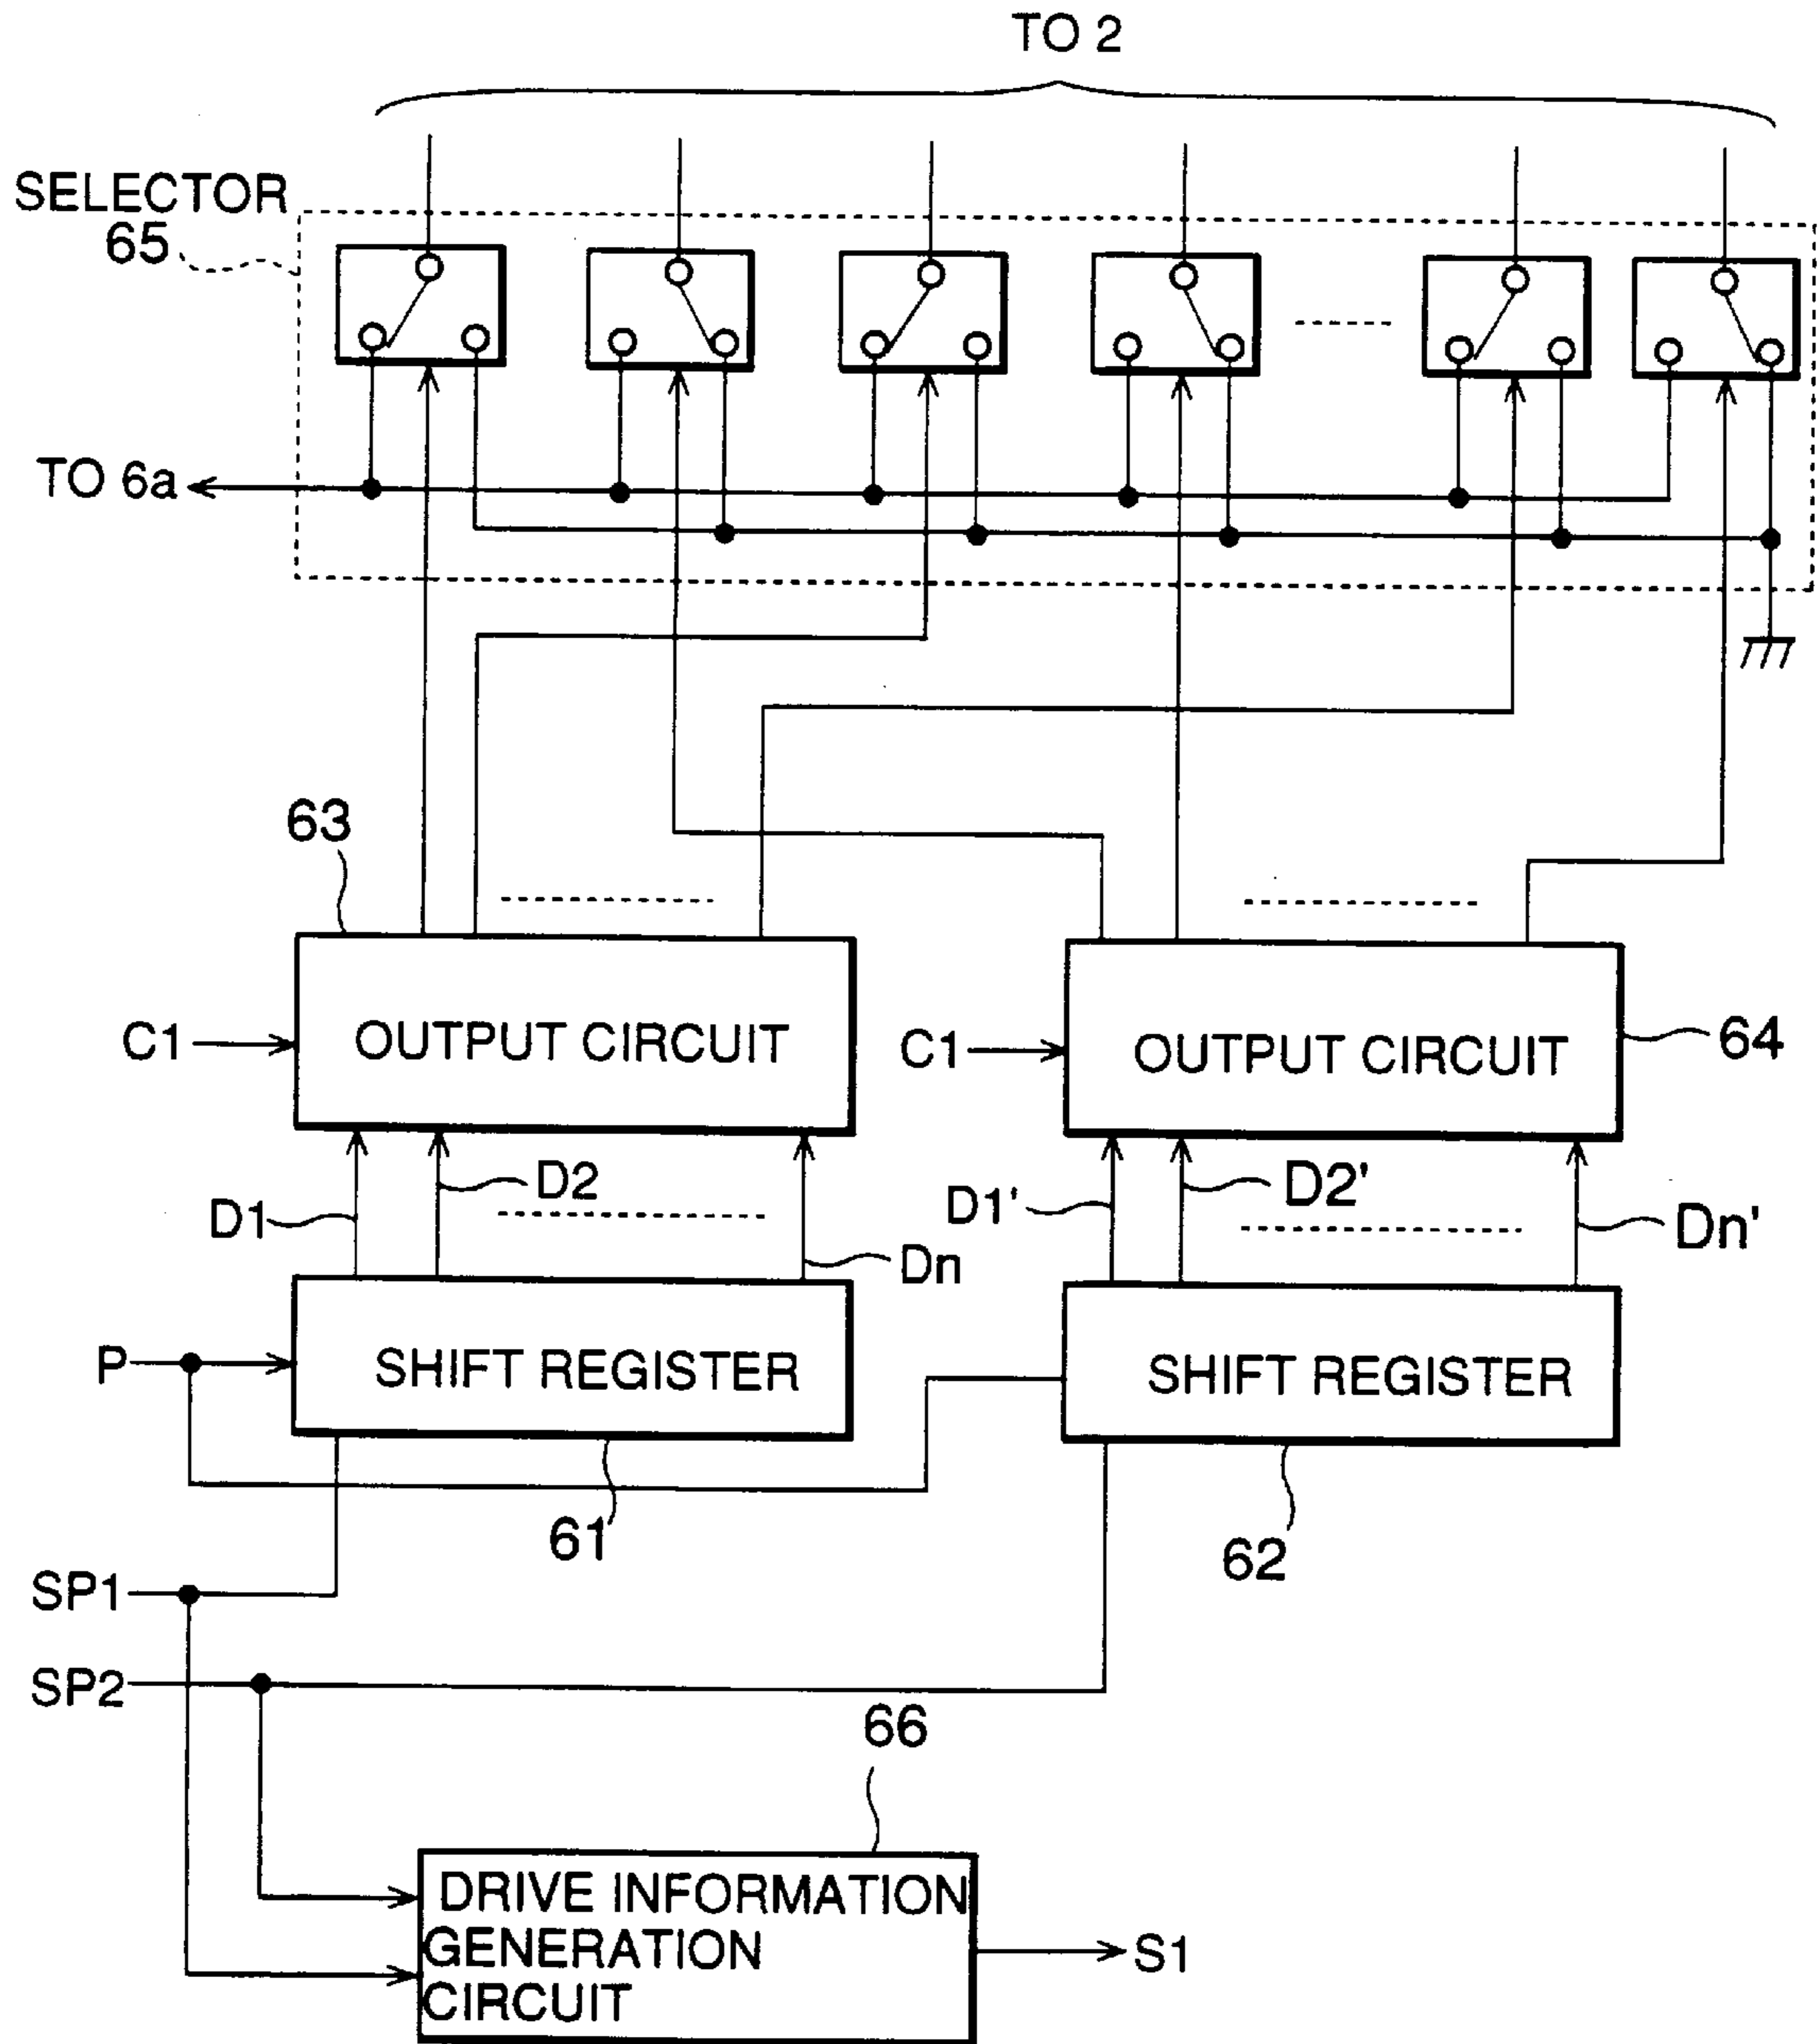 TO 2
SELECTOR
65
TO 6a
63
C1
OUTPUT CIRCUIT
C1
OUTPUT CIRCUIT
64
D1
D2
Dn
D1'
D2'
Dn'
P
SHIFT REGISTER
SHIFT REGISTER
61
62
SP1
SP2
66
DRIVE INFORMATION
GENERATION
CIRCUIT
S1